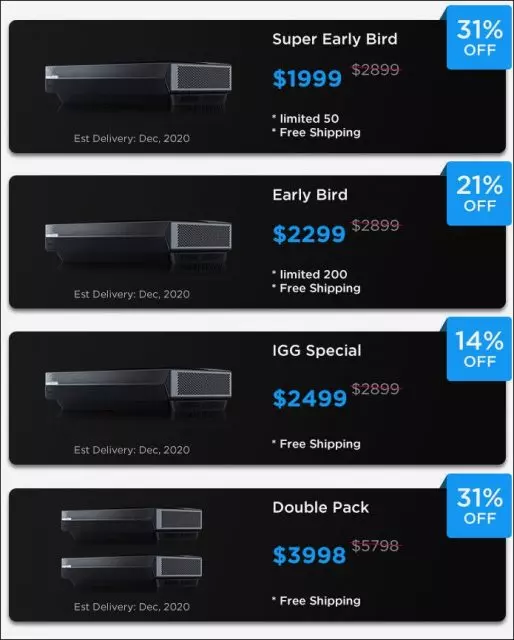 31%
OFF
Super Early Bird
$1999 $2899
* limited 50
* Free Shipping
Est Delivery: Dec, 2020
21%
OFF
Early Bird
$2299 $2899
* limited 200
* Free Shipping
Est Delivery: Dec, 2020
14%
OFF
IGG Special
$2499 $2899
* Free Shipping
Est Delivery: Dec, 2020
31%
OFF
Double Pack
$3998 $5798
* Free Shipping
Est Delivery: Dec, 2020